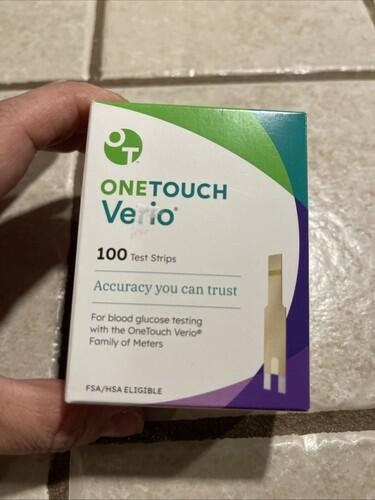 OT
ONETOUCH
Verio®
100 Test Strips
Accuracy you can trust
For blood glucose testing
with the OneTouch Verio®
Family of Meters
FSA/HSA ELIGIBLE